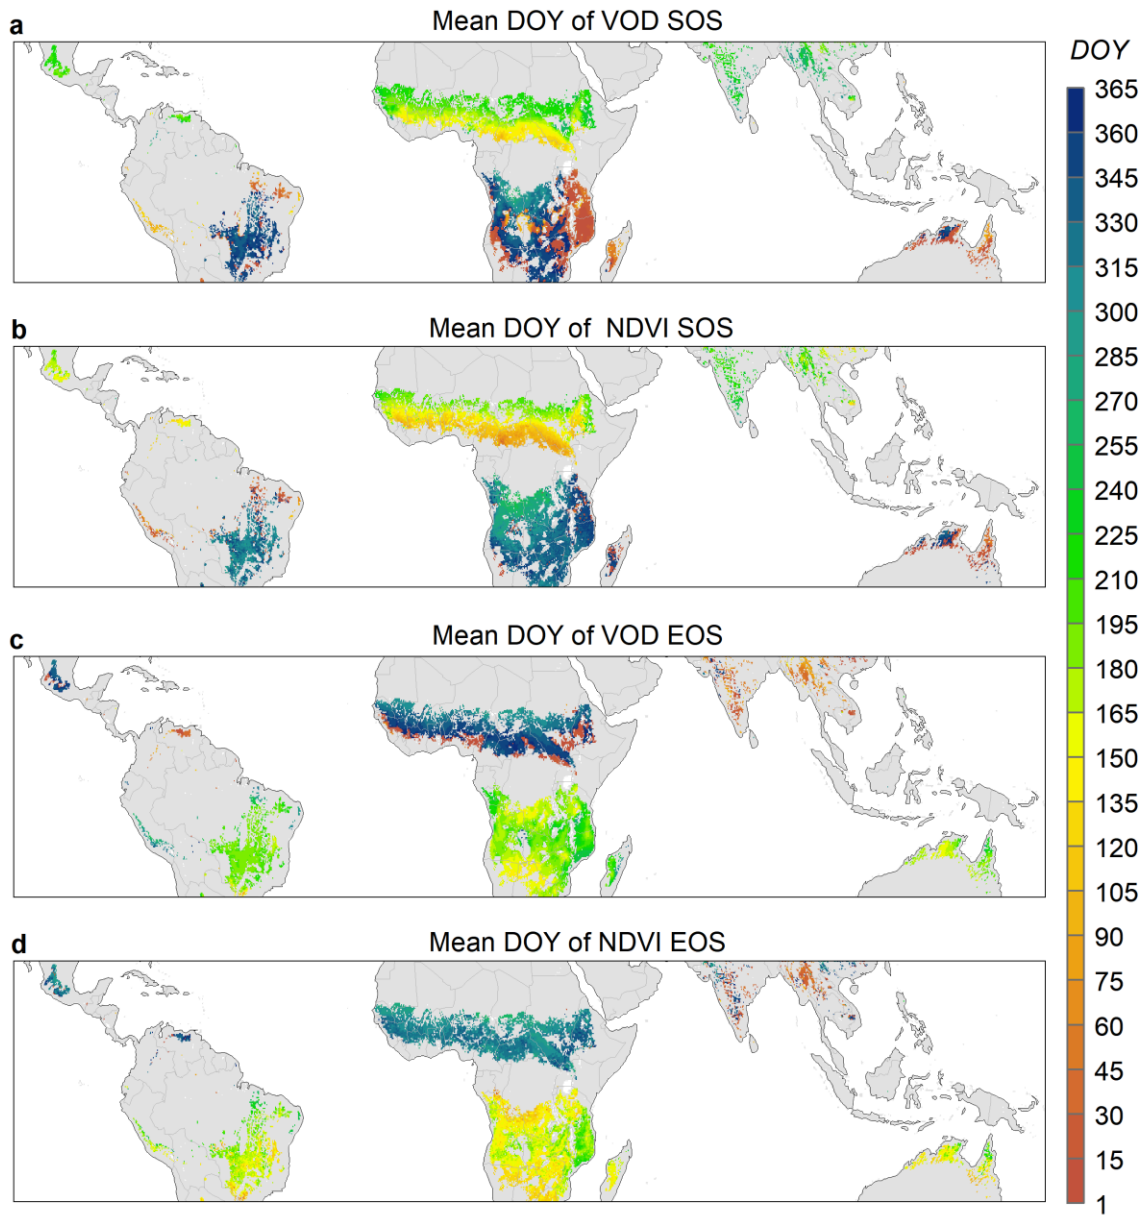 a
Mean DOY of VOD SOS
DOY
365
360
345
330
315
300
285
270
255
240
225
210
195
180
165
150
135
120
105
90
75
60
45
30
15
1
b
Mean DOY of NDVI SOS
c
Mean DOY of VOD EOS
d
Mean DOY of NDVI EOS